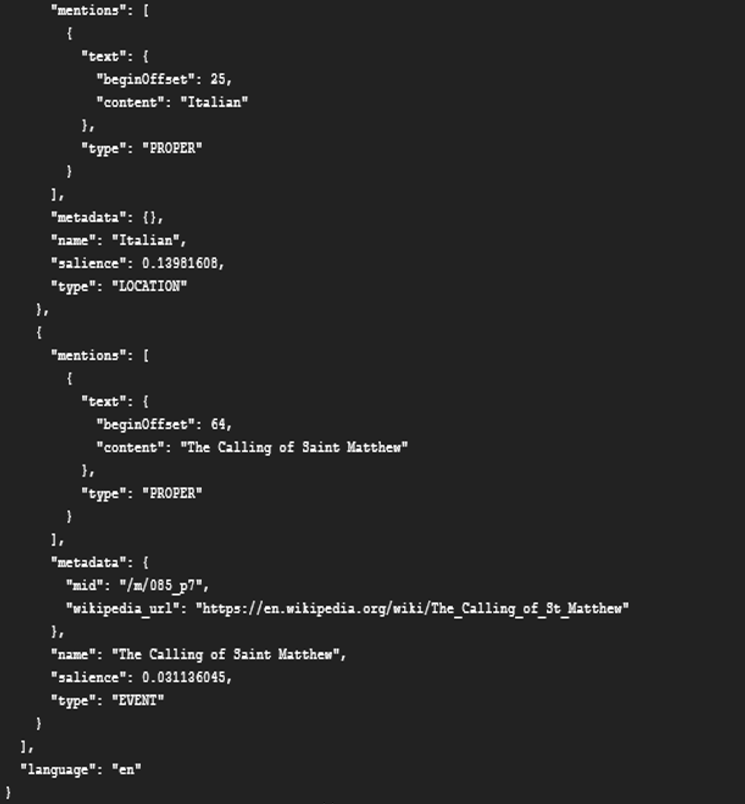 "mentions": [
{
"text": {
"beginOffset": 25,
"content": "Italian"
},
"type": "PROPER"
}
],
"metadata": {},
"name": "Italian",
"salience": 0.13981608,
"type": "LOCATION"
},
{
"mentions": [
{
"text": {
"beginOffset": 64,
"content": "The Calling of Saint Matthew"
},
"type": "PROPER"
}
],
"metadata": {
"mid": "/m/085_p7",
"wikipedia_url": "https://en.wikipedia.org/wiki/The_Calling_of_St_Matthew"
},
"name": "The Calling of Saint Matthew",
"salience": 0.031136045,
"type": "EVENT"
}
],
"language": "en"
}